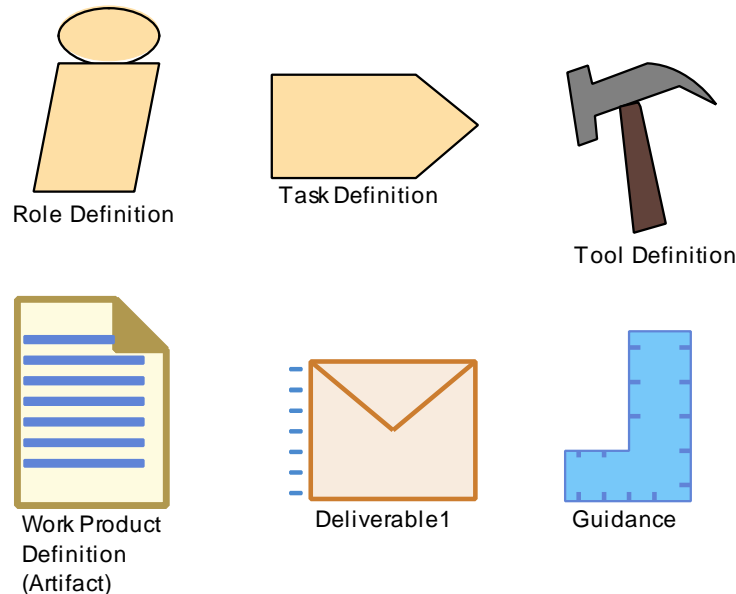 Role Definition
Task Definition
Tool Definition
Work Product
Definition
(Artifact)
Deliverable1
Guidance